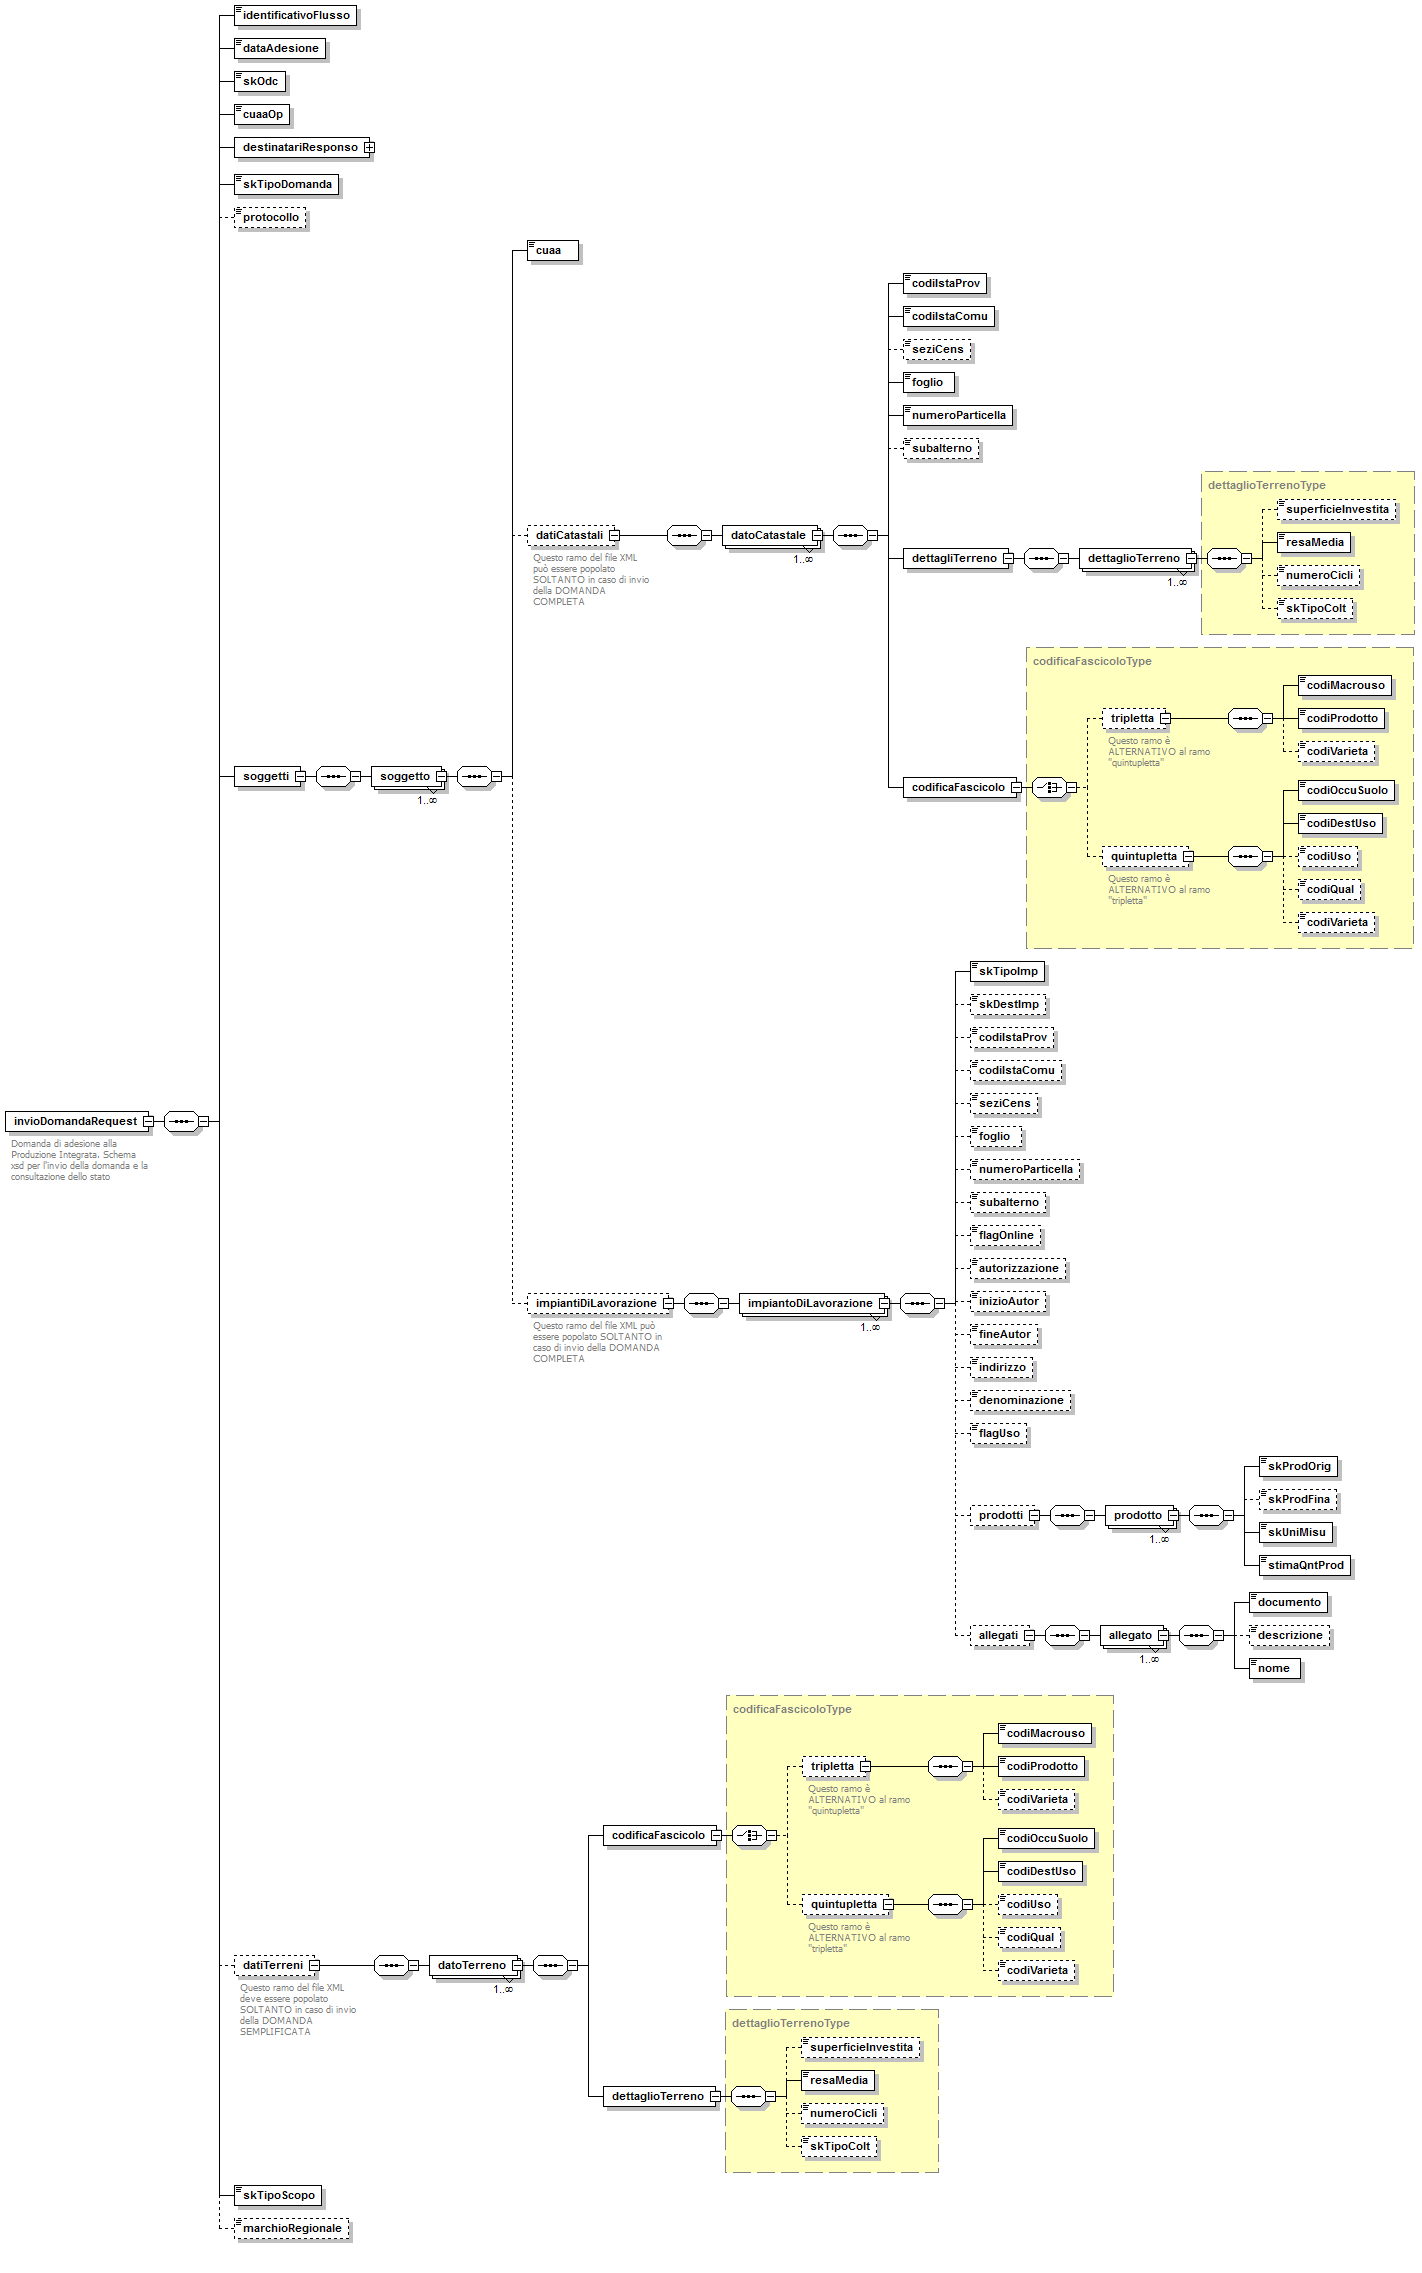 identificativoFlusso
dataAdesione
skOdc
cuaaOp
destinatariResponso
skTipoDomanda
protocollo
cuaa
codiIstaProv
codiIstaComu
seziCens
foglio
numeroParticella
subalterno
dettaglioTerrenoType
superficieInvestita
resaMedia
numeroCicli
skTipoColt
datiCatastali
Questo ramo del file XML
può essere popolato
SOLTANTO in caso di invio
della DOMANDA
COMPLETA
datoCatastale
1..∞
dettagliTerreno
dettaglioTerreno
1..∞
codificaFascicoloType
tripletta
Questo ramo è
ALTERNATIVO al ramo
"quintupletta"
codiMacrouso
codiProdotto
codiVarieta
soggetti
soggetto
1..∞
codificaFascicolo
codiOccuSuolo
codiDestUso
quintupletta
Questo ramo è
ALTERNATIVO al ramo
"tripletta"
codiUso
codiQual
codiVarieta
skTipoImp
skDestImp
codiIstaProv
codiIstaComu
seziCens
foglio
numeroParticella
subalterno
flagOnline
autorizzazione
inizioAutor
fineAutor
indirizzo
denominazione
flagUso
invioDomandaRequest
Domanda di adesione alla
Produzione Integrata. Schema
xsd per l'invio della domanda e la
consultazione dello stato
impiantiDiLavorazione
Questo ramo del file XML può
essere popolato SOLTANTO in
caso di invio della DOMANDA
COMPLETA
impiantoDiLavorazione
1..∞
prodotti
prodotto
1..∞
skProdOrig
skProdFina
skUniMisu
stimaQntProd
allegati
allegato
1..∞
documento
descrizione
nome
codificaFascicoloType
tripletta
Questo ramo è
ALTERNATIVO al ramo
"quintupletta"
codiMacrouso
codiProdotto
codiVarieta
codificaFascicolo
codiOccuSuolo
codiDestUso
quintupletta
Questo ramo è
ALTERNATIVO al ramo
"tripletta"
codiUso
codiQual
codiVarieta
datiTerreni
Questo ramo del file XML
deve essere popolato
SOLTANTO in caso di invio
della DOMANDA
SEMPLIFICATA
datoTerreno
1..∞
dettaglioTerrenoType
superficieInvestita
resaMedia
numeroCicli
skTipoColt
dettaglioTerreno
skTipoScopo
marchioRegionale